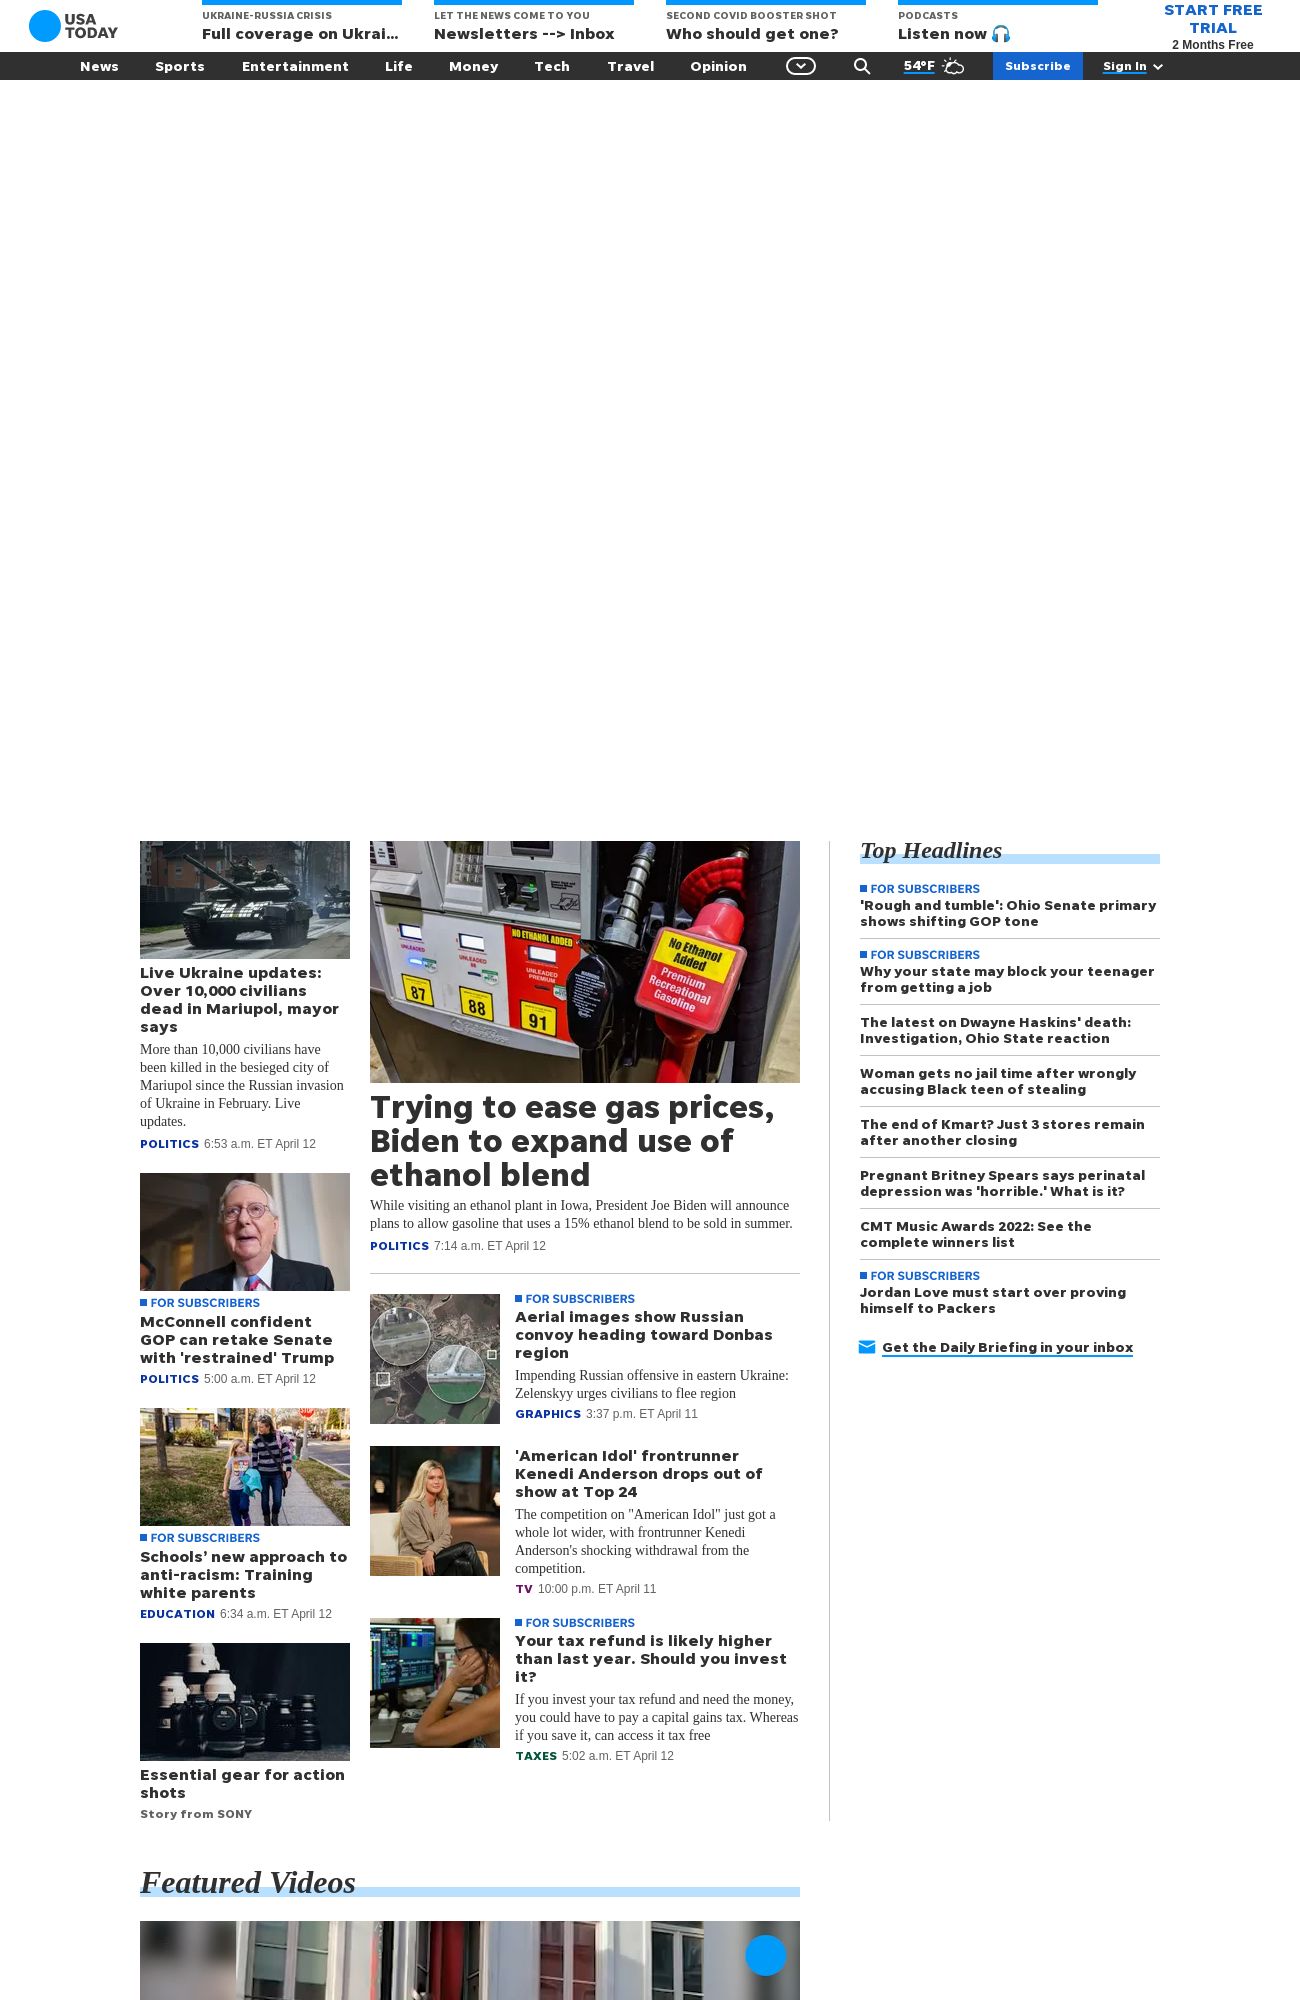 USA
TODAY
UKRAINE-RUSSIA CRISIS
Full coverage on Ukrai...
LET THE NEWS COME TO YOU
Newsletters --> Inbox
SECOND COVID BOOSTER SHOT
Who should get one?
PODCASTS
Listen now 🎧
START FREE
TRIAL
2 Months Free
News Sports Entertainment Life Money Tech Travel Opinion 54°F Subscribe Sign In
Live Ukraine updates:
Over 10,000 civilians
dead in Mariupol, mayor
says
More than 10,000 civilians have
been killed in the besieged city of
Mariupol since the Russian invasion
of Ukraine in February. Live
updates.
POLITICS 6:53 a.m. ET April 12
FOR SUBSCRIBERS
McConnell confident
GOP can retake Senate
with 'restrained' Trump
POLITICS 5:00 a.m. ET April 12
FOR SUBSCRIBERS
Schools’ new approach to
anti-racism: Training
white parents
EDUCATION 6:34 a.m. ET April 12
Essential gear for action
shots
Story from SONY
NO ETHANOL ADDED
UNLEADED
UNLEADED
88
UNLEADED
PREMIUM
87
88
91
No Ethanol
Added
Premium
Recreational
Gasoline
Trying to ease gas prices,
Biden to expand use of
ethanol blend
While visiting an ethanol plant in Iowa, President Joe Biden will announce
plans to allow gasoline that uses a 15% ethanol blend to be sold in summer.
POLITICS 7:14 a.m. ET April 12
FOR SUBSCRIBERS
Aerial images show Russian
convoy heading toward Donbas
region
Impending Russian offensive in eastern Ukraine:
Zelenskyy urges civilians to flee region
GRAPHICS 3:37 p.m. ET April 11
'American Idol' frontrunner
Kenedi Anderson drops out of
show at Top 24
The competition on "American Idol" just got a
whole lot wider, with frontrunner Kenedi
Anderson's shocking withdrawal from the
competition.
TV 10:00 p.m. ET April 11
FOR SUBSCRIBERS
Your tax refund is likely higher
than last year. Should you invest
it?
If you invest your tax refund and need the money,
you could have to pay a capital gains tax. Whereas
if you save it, can access it tax free
TAXES 5:02 a.m. ET April 12
Top Headlines
FOR SUBSCRIBERS
'Rough and tumble': Ohio Senate primary
shows shifting GOP tone
FOR SUBSCRIBERS
Why your state may block your teenager
from getting a job
The latest on Dwayne Haskins' death:
Investigation, Ohio State reaction
Woman gets no jail time after wrongly
accusing Black teen of stealing
The end of Kmart? Just 3 stores remain
after another closing
Pregnant Britney Spears says perinatal
depression was 'horrible.' What is it?
CMT Music Awards 2022: See the
complete winners list
FOR SUBSCRIBERS
Jordan Love must start over proving
himself to Packers
Get the Daily Briefing in your inbox
Featured Videos